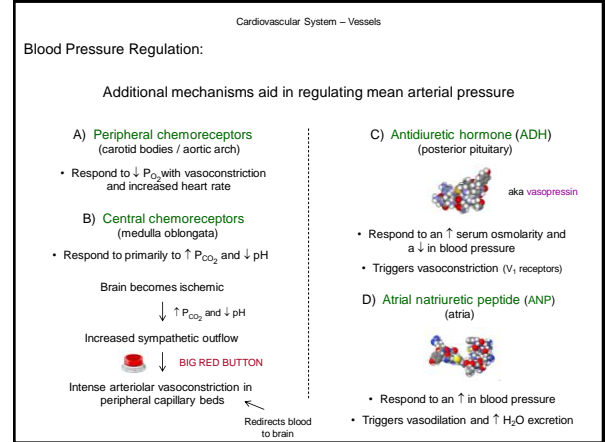 Cardiovascular System – Vessels
Blood Pressure Regulation:
Additional mechanisms aid in regulating mean arterial pressure
A) Peripheral chemoreceptors
(carotid bodies / aortic arch)
• Respond to ↓ PO2 with vasoconstriction
and increased heart rate
B) Central chemoreceptors
(medulla oblongata)
• Respond to primarily to ↑ PCO2 and ↓ pH
Brain becomes ischemic
↑ PCO2 and ↓ pH
Increased sympathetic outflow
BIG RED BUTTON
Intense arteriolar vasoconstriction in
peripheral capillary beds
Redirects blood
to brain
C) Antidiuretic hormone (ADH)
(posterior pituitary)
aka vasopressin
• Respond to an ↑ serum osmolarity and
a ↓ in blood pressure
• Triggers vasoconstriction (V1 receptors)
D) Atrial natriuretic peptide (ANP)
(atria)
• Respond to an ↑ in blood pressure
• Triggers vasodilation and ↑ H2O excretion